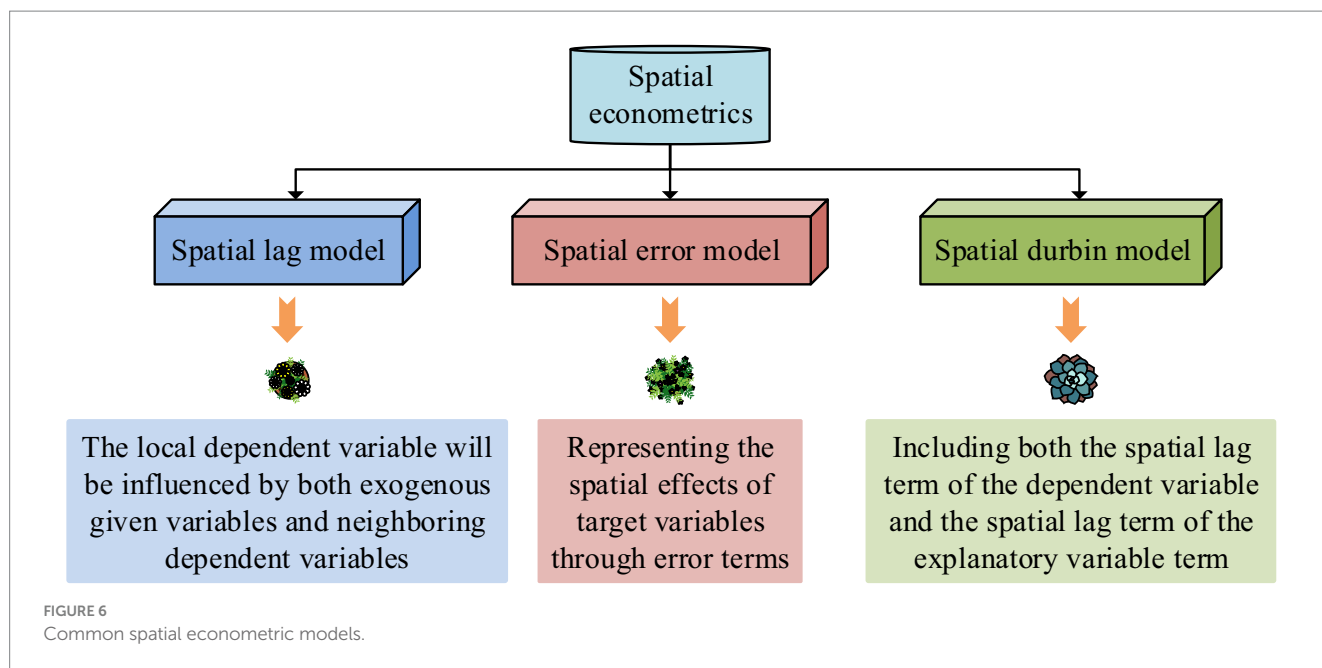 Spatial
econometrics
Spatial lag model
Spatial error model
Spatial durbin model
The local dependent variable will
be influenced by both exogenous
given variables and neighboring
dependent variables
Representing the
spatial effects of
target variables
through error terms
Including both the spatial lag
term of the dependent variable
and the spatial lag term of the
explanatory variable term
FIGURE 6
Common spatial econometric models.